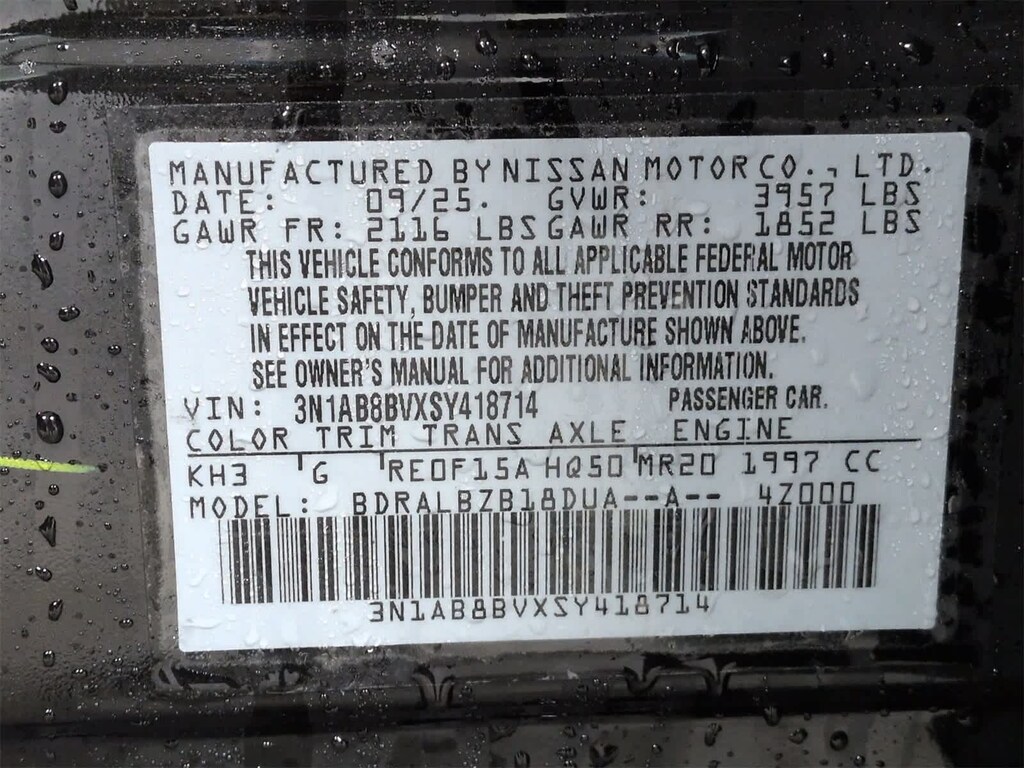 MANUFACTURED BY NISSAN MOTOR CO., LTD.
DATE: 09/25. GVWR: 3957 LBS
GAWR FR: 2116 LBS GAWR RR: 1852 LBS
THIS VEHICLE CONFORMS TO ALL APPLICABLE FEDERAL MOTOR
VEHICLE SAFETY, BUMPER AND THEFT PREVENTION STANDARDS
IN EFFECT ON THE DATE OF MANUFACTURE SHOWN ABOVE.
SEE OWNER'S MANUAL FOR ADDITIONAL INFORMATION.
VIN: 3N1AB8BVXSY418714 PASSENGER CAR.
COLOR TRIM TRANS AXLE ENGINE
KH3 G RE0F15A HQ50 MR20 1997 CC
MODEL: BDRALBZB18DUA--A-- 4Z000
3N1AB8BVXSY418714